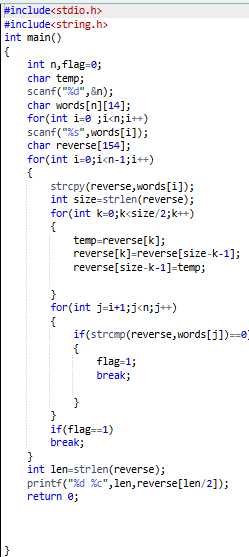 #include<stdio.h>
#include<string.h>
int main()
{
int n,flag=0;
char temp;
scanf("%d",&n);
char words[n][14];
for(int i=0 ;i<n;i++)
scanf("%s",words[i]);
char reverse[154];
for(int i=0;i<n-1;i++)
{
strcpy(reverse,words[i]);
int size=strlen(reverse);
for(int k=0;k<size/2;k++)
{
temp=reverse[k];
reverse[k]=reverse[size-k-1];
reverse[size-k-1]=temp;
}
for(int j=i+1;j<n;j++)
{
if(strcmp(reverse,words[j])==0
{
flag=1;
break;
}
}
if(flag==1)
break;
}
int len=strlen(reverse);
printf("%d %c",len,reverse[len/2]);
return 0;
}